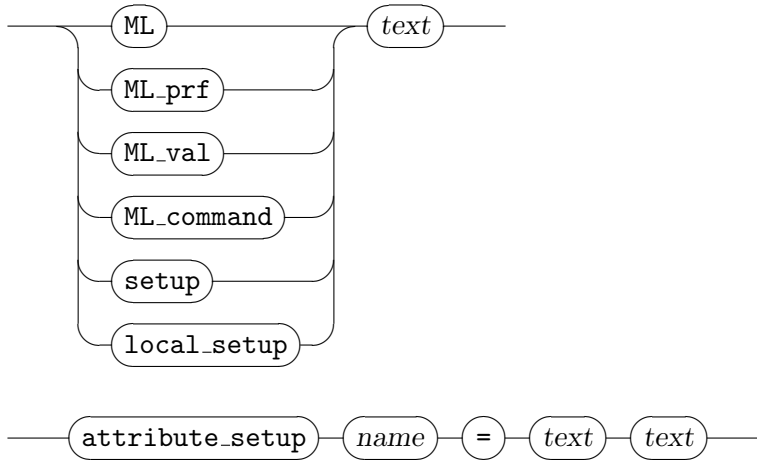 ML text
ML_prf
ML_val
ML_command
setup
local_setup
attribute_setup name = text text